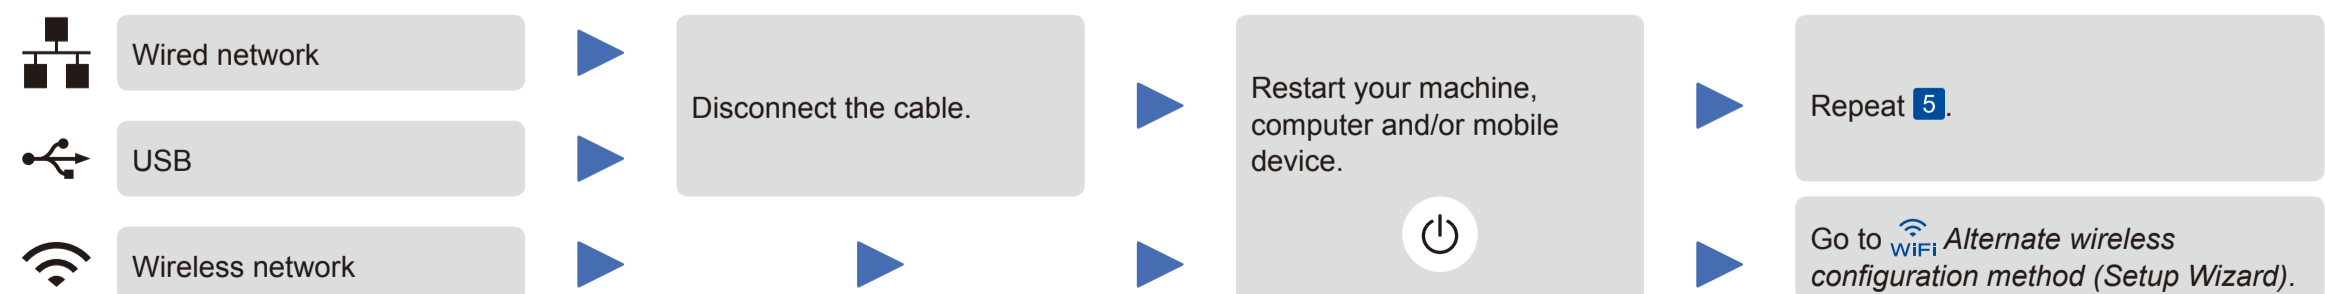 Wired network
USB
Wireless network
Disconnect the cable.
Restart your machine,
computer and/or mobile
device.
Repeat 5.
Go to WiFi Alternate wireless
configuration method (Setup Wizard).